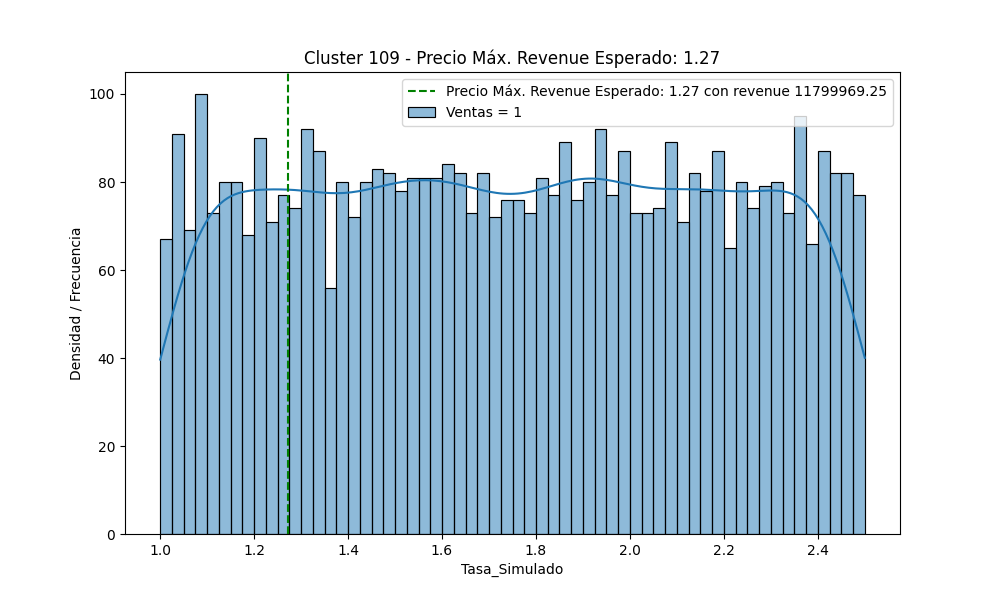 Cluster 109 - Precio Máx. Revenue Esperado: 1.27
Precio Máx. Revenue Esperado: 1.27 con revenue 11799969.25
Ventas = 1
100
80
60
40
20
0
Densidad / Frecuencia
1.0 1.2 1.4 1.6 1.8 2.0 2.2 2.4
Tasa_Simulado